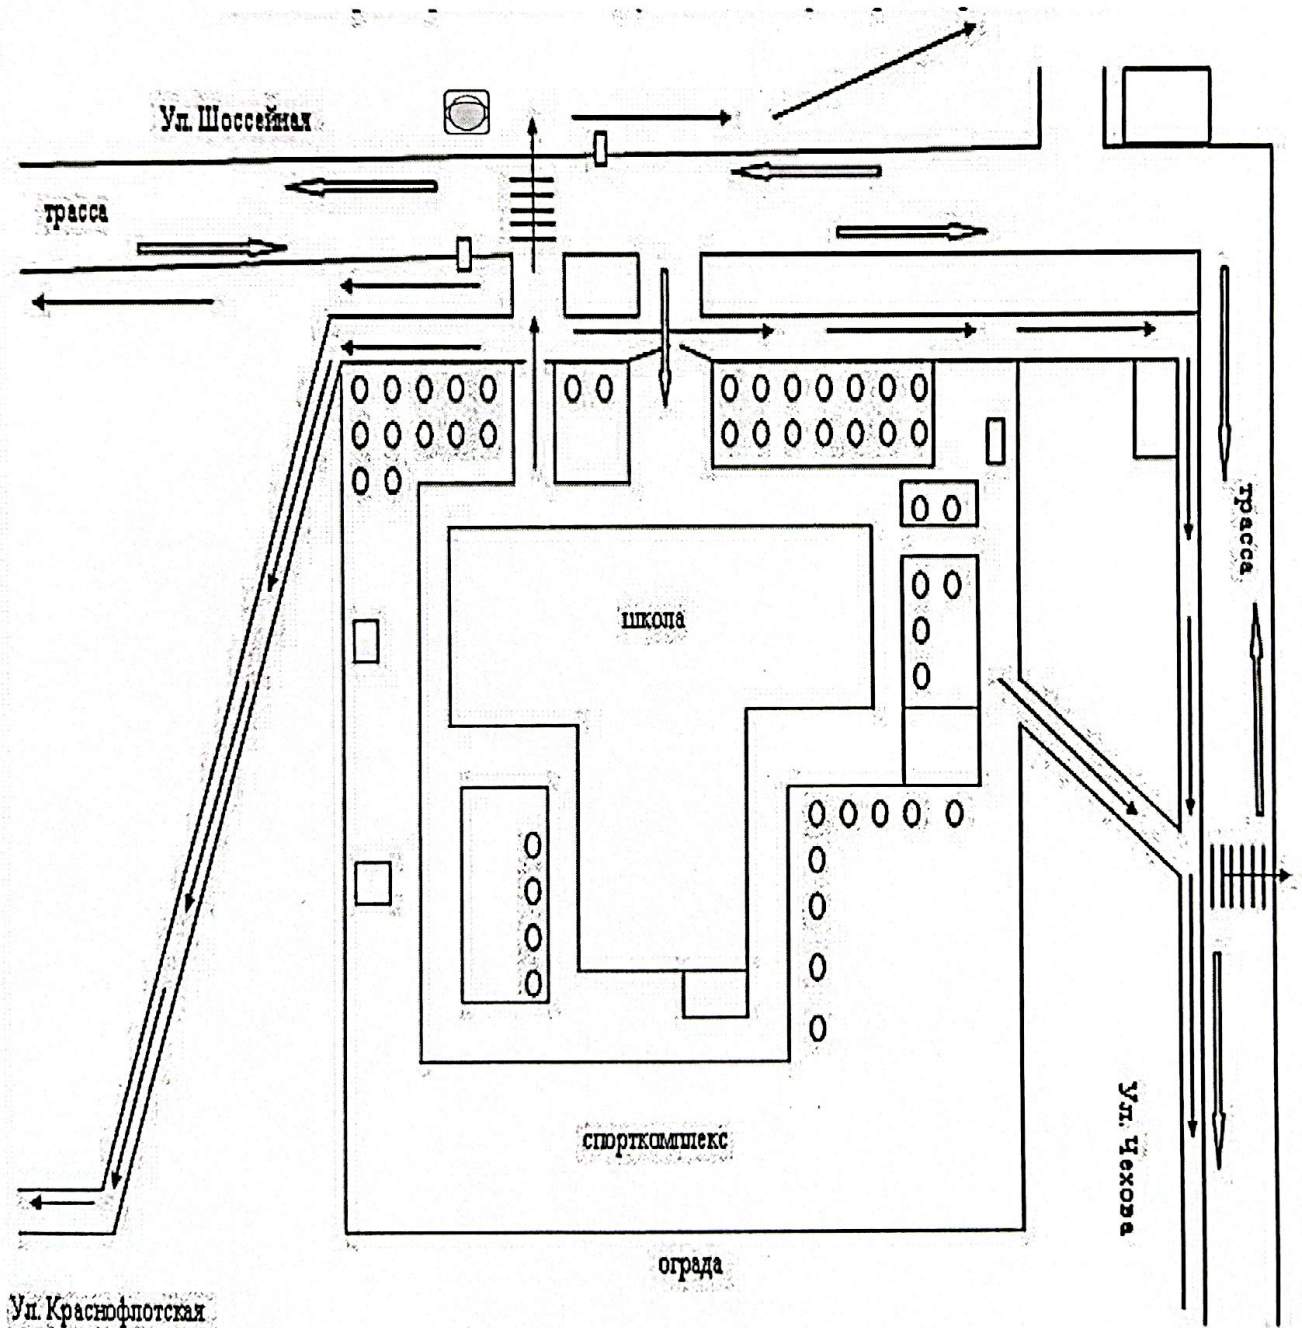 Ул. Шоссейная
трасса
трасса
школа
Ул. Чехова
спорткомплекс
ограда
Ул. Краснофлотская